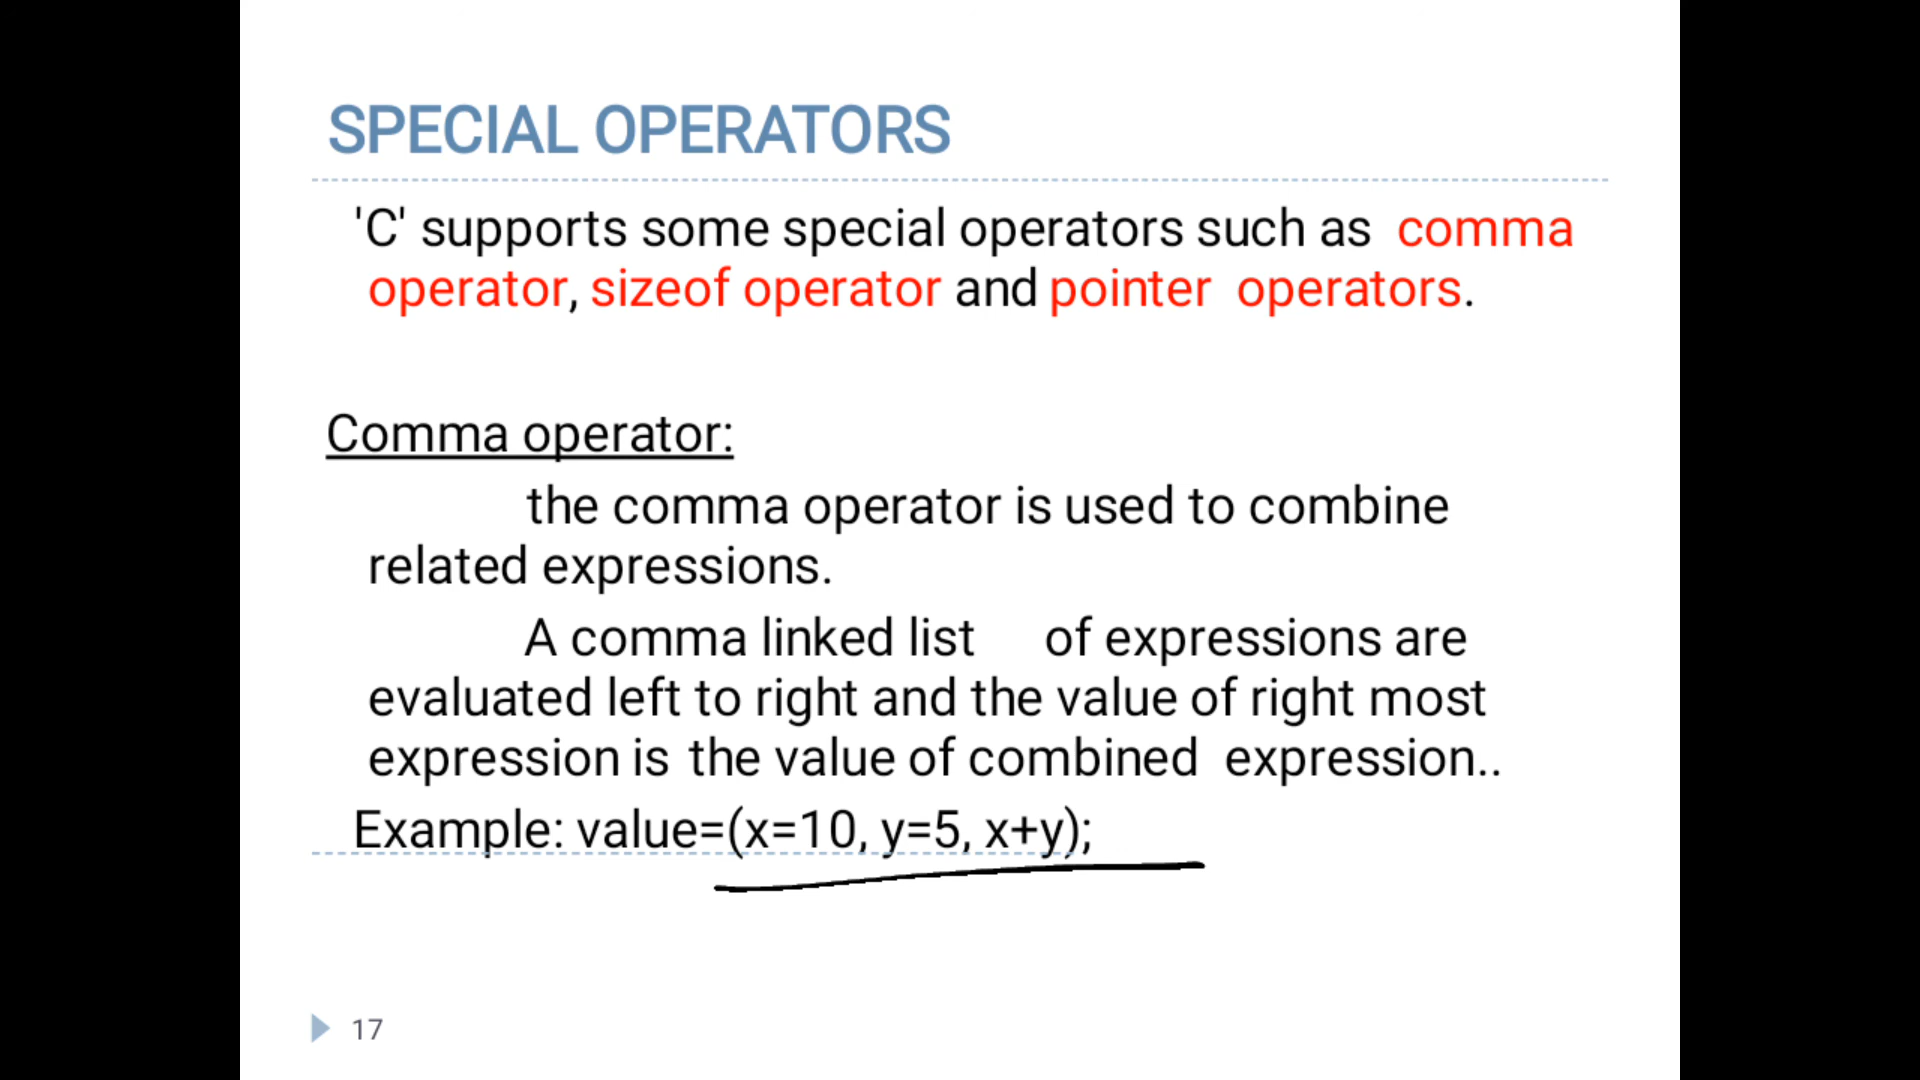 SPECIAL OPERATORS
'C' supports some special operators such as comma
operator, sizeof operator and pointer operators.
Comma operator:
the comma operator is used to combine
related expressions.
A comma linked list of expressions are
evaluated left to right and the value of right most
expression is the value of combined expression..
Example: value=(x=10, y=5, x+y);
17